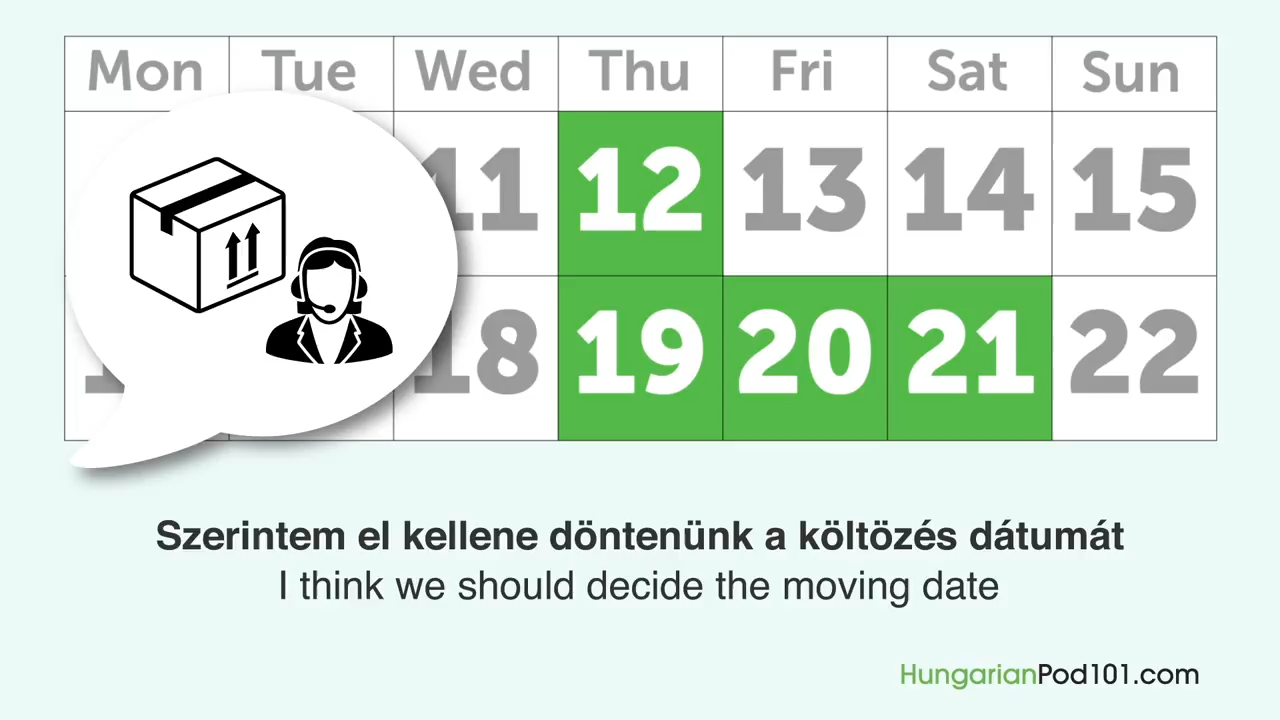 Mon Tue Wed Thu Fri Sat Sun
11 12 13 14 15
18 19 20 21 22
Szerintem el kellene döntenünk a költözés dátumát
I think we should decide the moving date
HungarianPod101.com